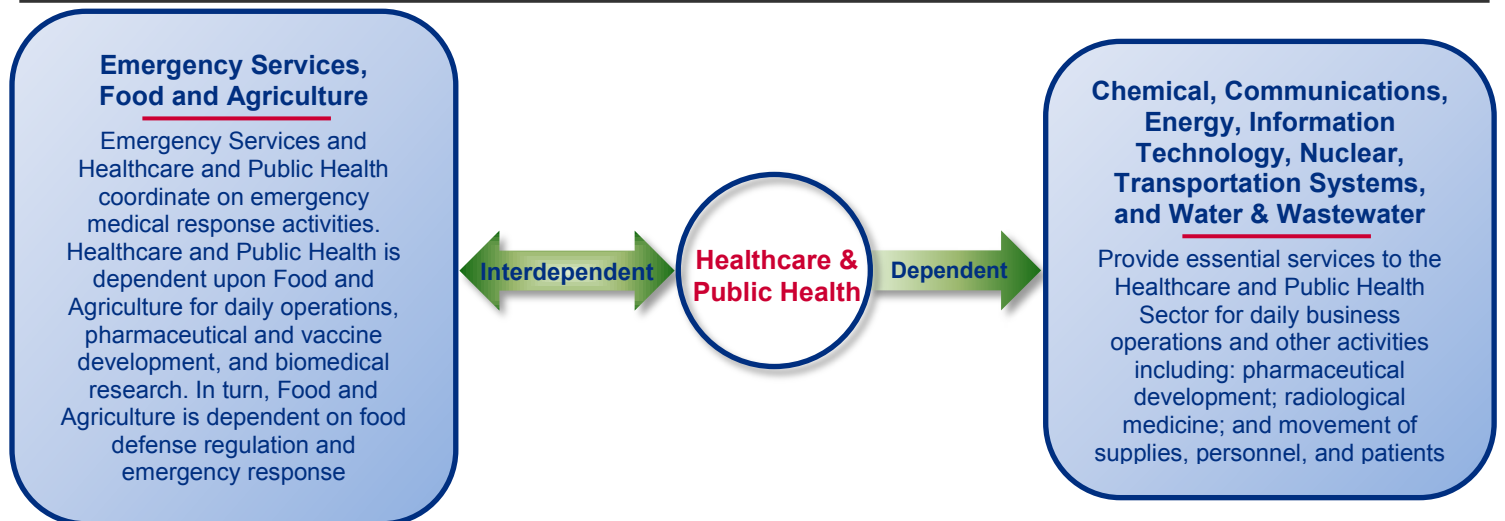 Emergency Services,
Food and Agriculture
Emergency Services and
Healthcare and Public Health
coordinate on emergency
medical response activities.
Healthcare and Public Health is
dependent upon Food and
Agriculture for daily operations,
pharmaceutical and vaccine
development, and biomedical
research. In turn, Food and
Agriculture is dependent on food
defense regulation and
emergency response
Interdependent
Healthcare &
Public Health
Dependent
Chemical, Communications,
Energy, Information
Technology, Nuclear,
Transportation Systems,
and Water & Wastewater
Provide essential services to the
Healthcare and Public Health
Sector for daily business
operations and other activities
including: pharmaceutical
development; radiological
medicine; and movement of
supplies, personnel, and patients